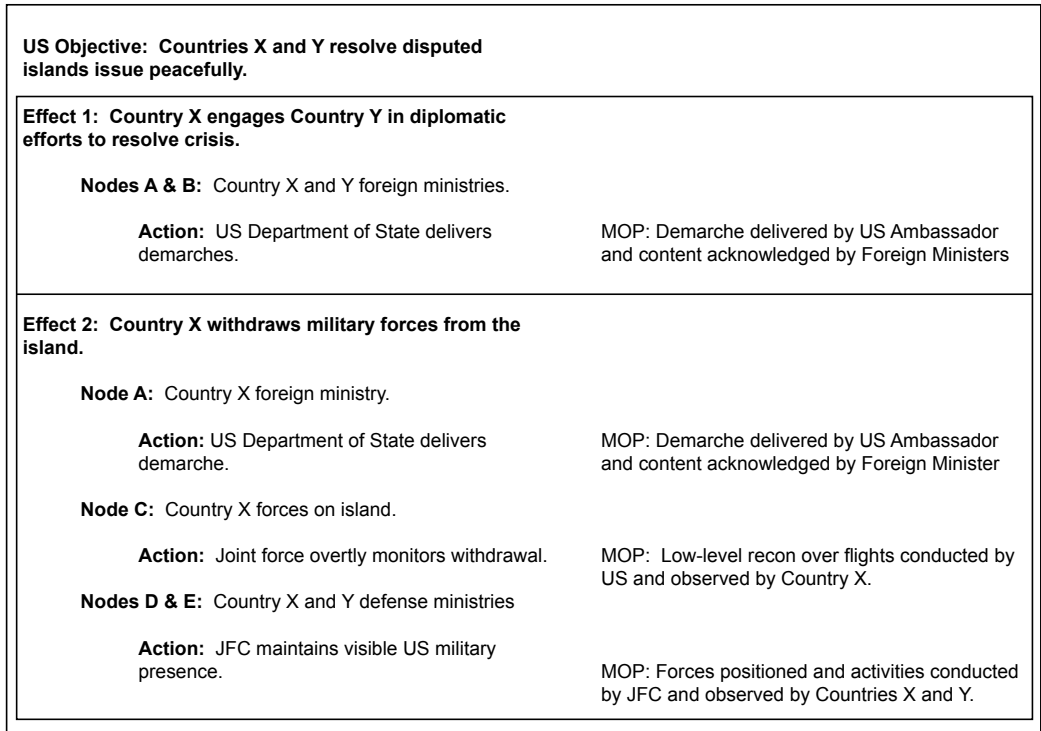 US Objective:  Countries X and Y resolve disputed
islands issue peacefully.
Effect 1:  Country X engages Country Y in diplomatic
efforts to resolve crisis.
Nodes A & B:  Country X and Y foreign ministries.
Action:  US Department of State delivers
demarches.
MOP: Demarche delivered by US Ambassador
and content acknowledged by Foreign Ministers
Effect 2:  Country X withdraws military forces from the
island.
Node A:  Country X foreign ministry.
Action: US Department of State delivers
demarche.
MOP: Demarche delivered by US Ambassador
and content acknowledged by Foreign Minister
Node C:  Country X forces on island.
Action:  Joint force overtly monitors withdrawal.
MOP:  Low-level recon over flights conducted by
US and observed by Country X.
Nodes D & E:  Country X and Y defense ministries
Action:  JFC maintains visible US military
presence.
MOP: Forces positioned and activities conducted
by JFC and observed by Countries X and Y.